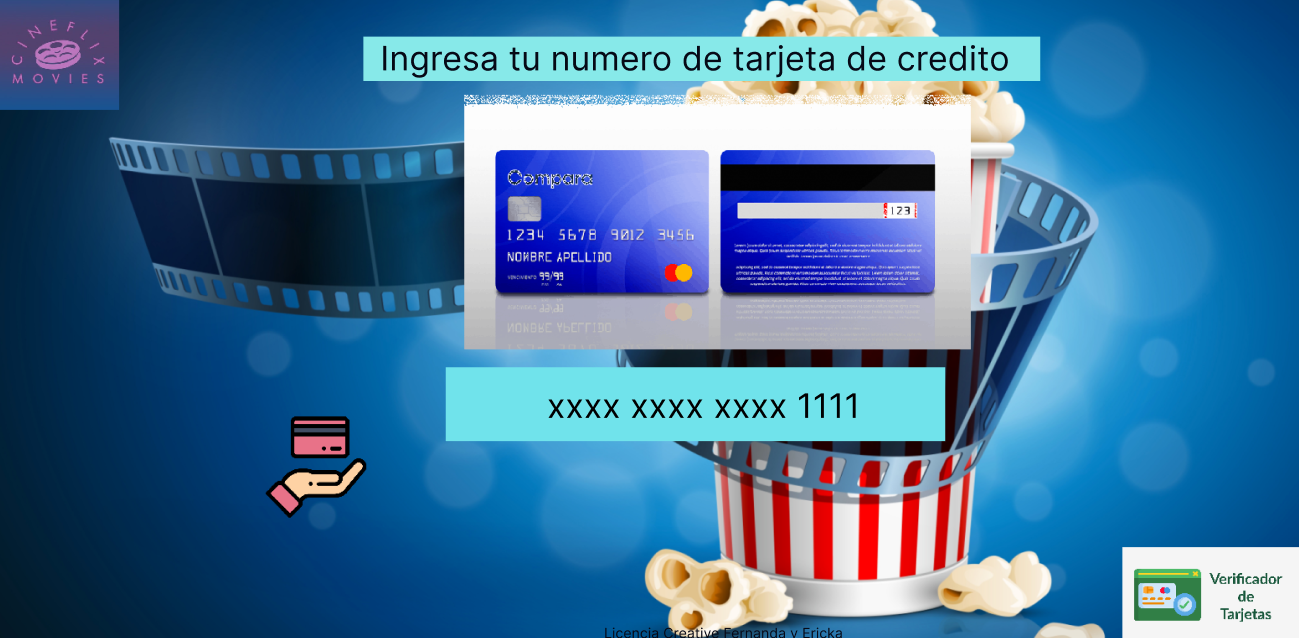 CINEFLIX
MOVIES
Ingresa tu numero de tarjeta de credito
Compara
1234 5678 9012 3456
NOMBRE APELLIDO
VENCIMIENTO 99/99
123
xxxx xxxx xxxx 1111
Verificador
de
Tarjetas
Licencia Creative Fernanda y Ericka